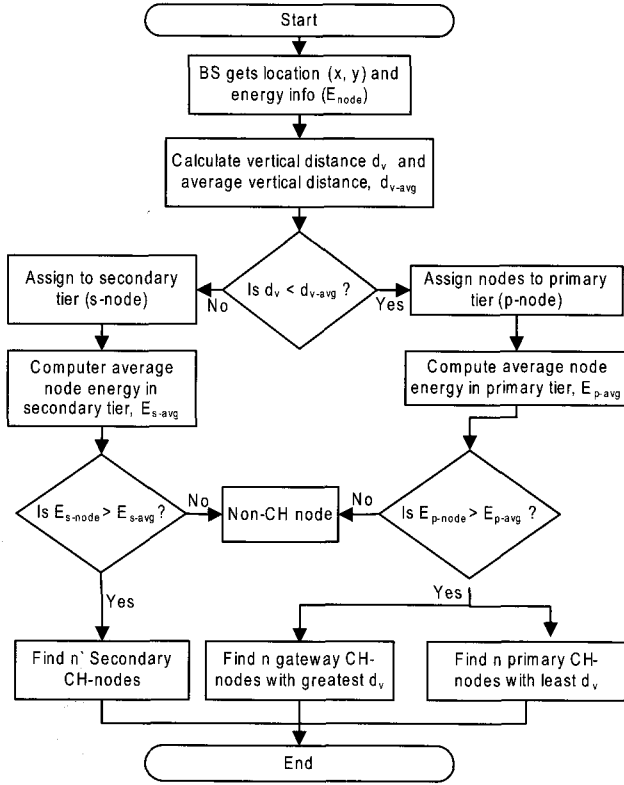 Start
BS gets location (x, y) and
energy info (E_node)
Calculate vertical distance d_v and
average vertical distance, d_v-avg
Is d_v < d_v-avg ?
No
Yes
Assign to secondary
tier (s-node)
Assign nodes to primary
tier (p-node)
Computer average
node energy in
secondary tier, E_s-avg
Compute average node
energy in primary tier, E_p-avg
Is E_s-node > E_s-avg ?
No
Non-CH node
No
Is E_p-node > E_p-avg ?
Yes
Yes
Find n` Secondary
CH-nodes
Find n gateway CH-
nodes with greatest d_v
Find n primary CH-
nodes with least d_v
End